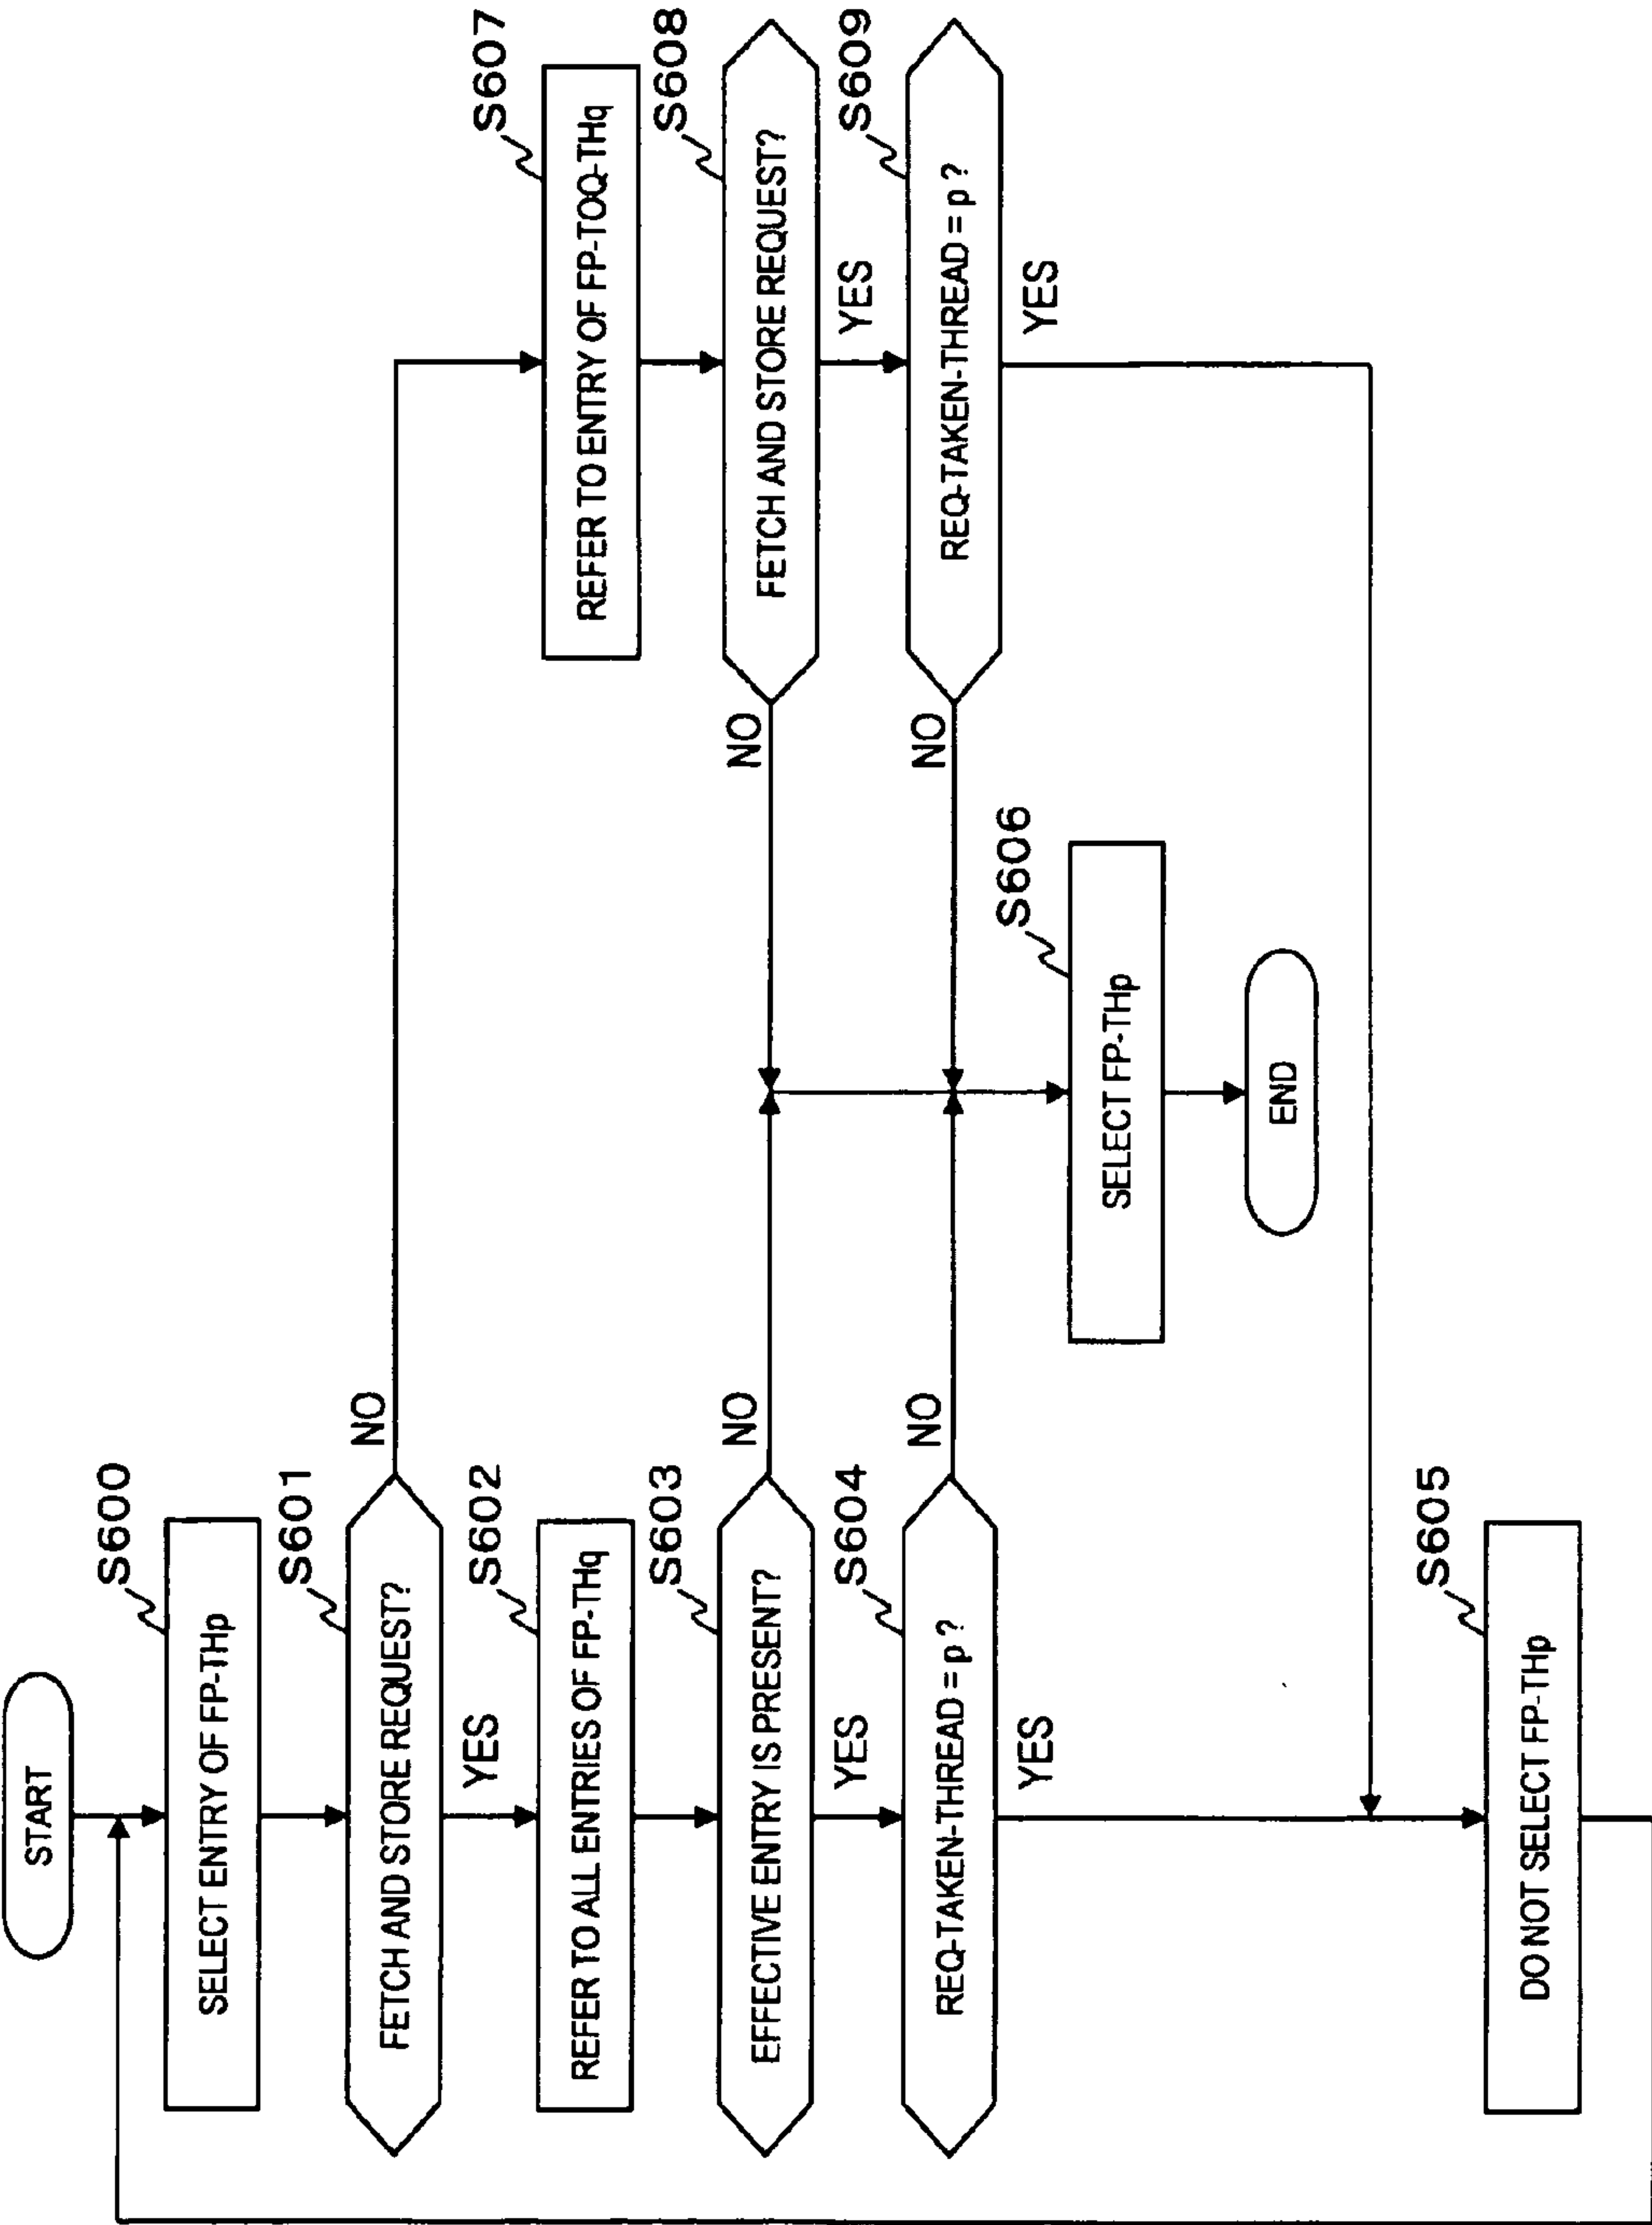 START
S600
SELECT ENTRY OF FP-THp
S601
FETCH AND STORE REQUEST?
NO
YES
S602
REFER TO ALL ENTRIES OF FP-THq
S603
EFFECTIVE ENTRY IS PRESENT?
NO
YES
S604
REQ-TAKEN-THREAD = p ?
NO
YES
S605
DO NOT SELECT FP-THp
S606
SELECT FP-THp
END
S607
REFER TO ENTRY OF FP-TOQ-THq
S608
FETCH AND STORE REQUEST?
NO
YES
S609
REQ-TAKEN-THREAD = p ?
NO
YES